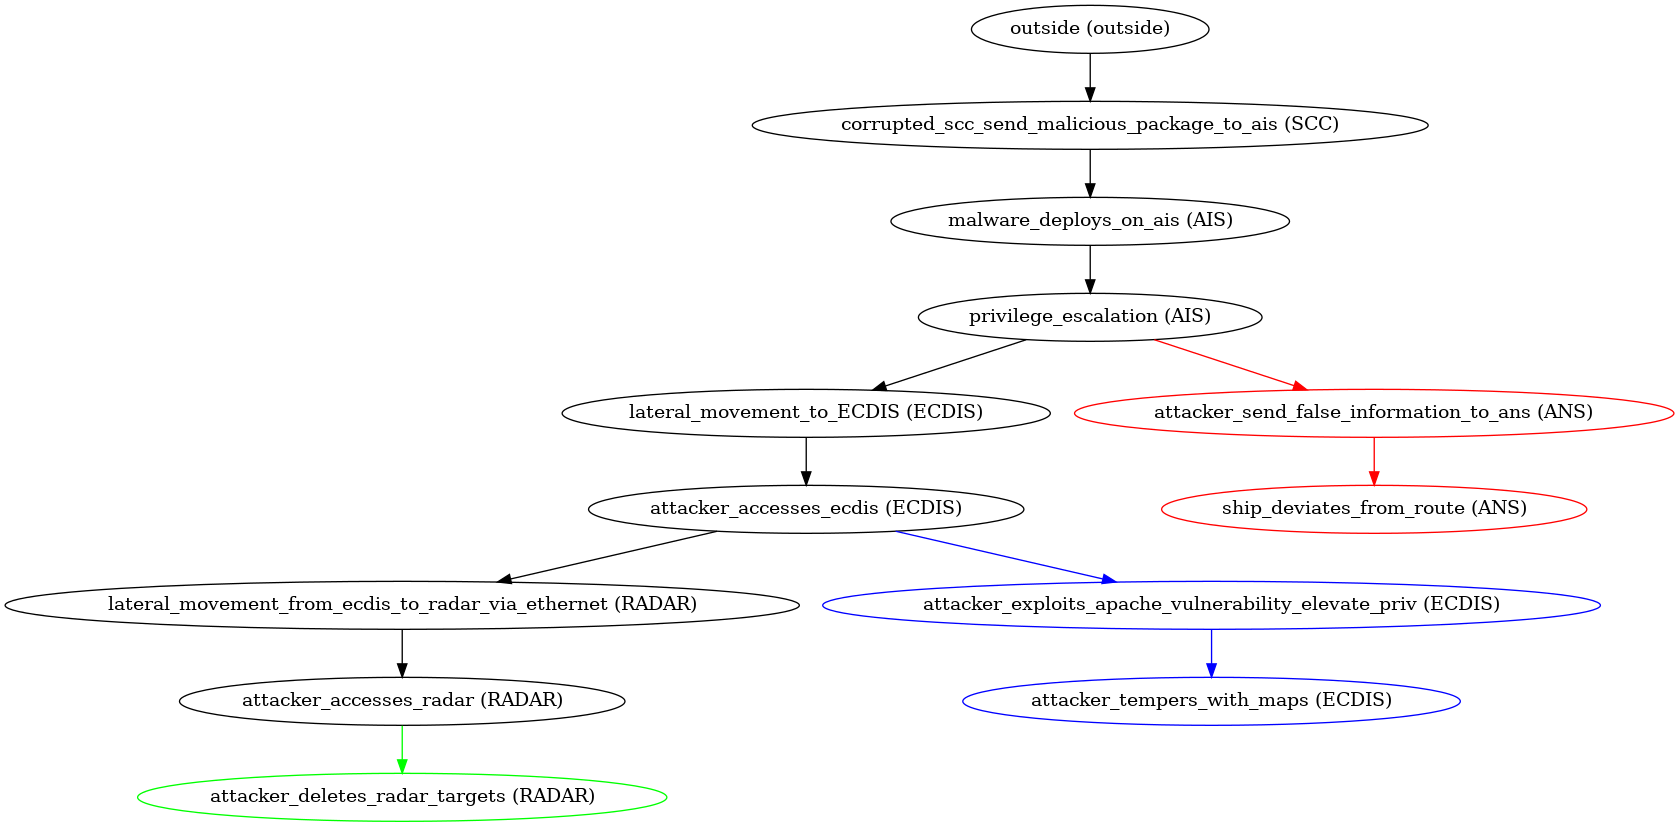 outside (outside)
corrupted_scc_send_malicious_package_to_ais (SCC)
malware_deploys_on_ais (AIS)
privilege_escalation (AIS)
lateral_movement_to_ECDIS (ECDIS)
attacker_send_false_information_to_ans (ANS)
attacker_accesses_ecdis (ECDIS)
ship_deviates_from_route (ANS)
lateral_movement_from_ecdis_to_radar_via_ethernet (RADAR)
attacker_exploits_apache_vulnerability_elevate_priv (ECDIS)
attacker_accesses_radar (RADAR)
attacker_tempers_with_maps (ECDIS)
attacker_deletes_radar_targets (RADAR)